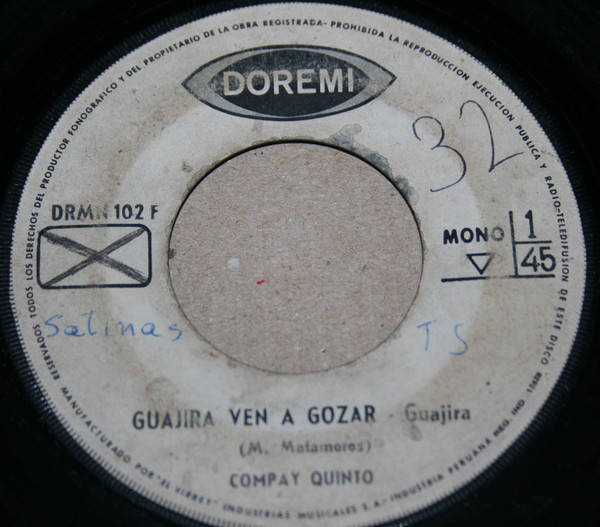 RESERVADOS TODOS LOS DERECHOS DEL PRODUCTOR FONOGRAFICO Y DEL PROPIETARIO DE LA OBRA REGISTRADA - PROHIBIDA LA REPRODUCCION EJECUCION PUBLICA Y RADIO-TELEDIFUSION DE ESTE DISCO
DOREMI
32
DRMN 102 F
MONO 1
45
Salinas
TS
GUAJIRA VEN A GOZAR - Guajira
(M. Matamoros)
COMPAY QUINTO
MANUFACTURADO POR "EL VIRREY" INDUSTRIAS MUSICALES S.A. - INDUSTRIA PERUANA REG. IND.